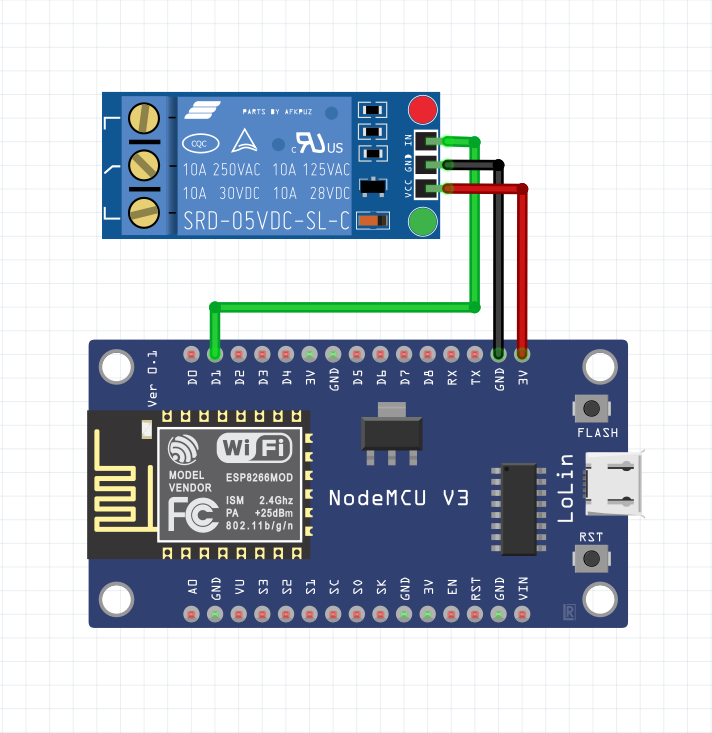 PARTS BY AFKPUZ
CQC
c RU US
10A 250VAC 10A 125VAC
10A 30VDC 10A 28VDC
SRD-05VDC-SL-C
IN
GND
VCC
Ver 0.1
D0 D1 D2 D3 D4 3V GND D5 D6 D7 D8 RX TX GND 3V
FLASH
WiFi
MODEL
VENDOR
ESP8266MOD
FCC
ISM 2.4Ghz
PA +25dBm
802.11b/g/n
NodeMCU V3
LoLin
RST
A0 GND VU S3 S2 S1 SC S0 SK GND 3V EN RST GND VIN
R